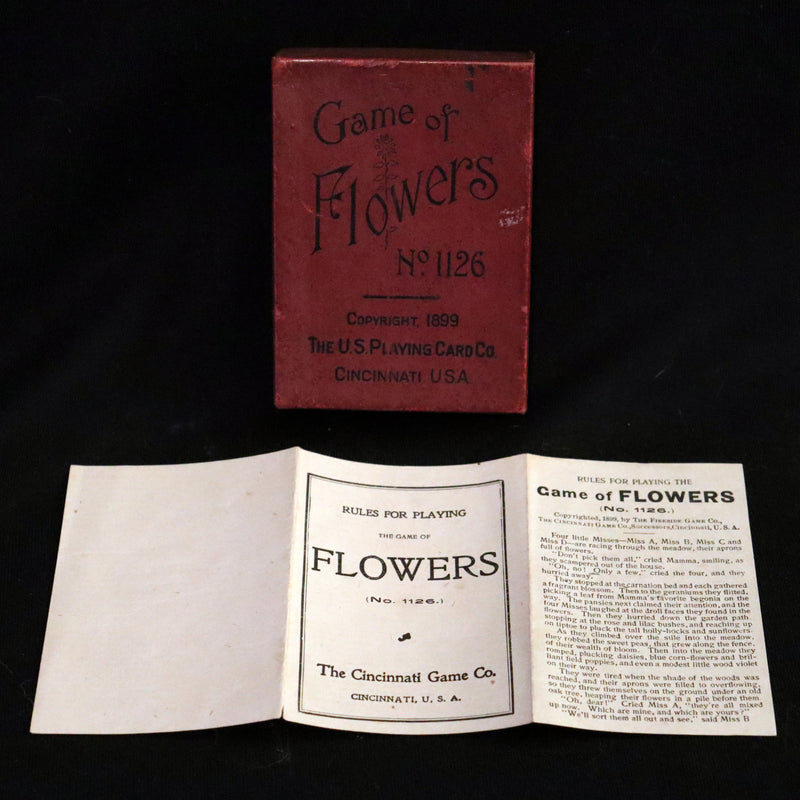 Game of
Flowers
No. 1126
COPYRIGHT, 1899
THE U.S. PLAYING CARD CO.
CINCINNATI U.S.A.
RULES FOR PLAYING
THE GAME OF
FLOWERS
(No. 1126.)
The Cincinnati Game Co.
CINCINNATI, U. S. A.
RULES FOR PLAYING THE
Game of FLOWERS
(No. 1126.)
Copyrighted, 1899, by THE FIRESIDE GAME CO.,
THE CINCINNATI GAME CO., Successors, Cincinnati, U. S. A.
Four little Misses—Miss A, Miss B, Miss C and
Miss D—are racing through the meadow, their aprons
full of flowers.
"Don't pick them all," cried Mamma, smiling, as
they scampered out of the house.
"Oh, no! Only a few," cried the four, and they
hurried away.
They stopped at the carnation bed and each gathered
a fragrant blossom. Then to the geraniums they flitted,
picking a leaf from Mamma's favorite begonia on the
way. The pansies next claimed their attention, and the
four Misses laughed at the droll faces they found in the
flowers. Then they hurried down the garden path
stopping at the rose and lilac bushes, and reaching up
on tiptoe to pluck the tall holly-hocks and sunflowers.
As they climbed over the stile into the meadow,
they robbed the sweet peas, that grew along the fence,
of their wealth of bloom. Then into the meadow they
romped, plucking daisies, blue corn-flowers and bril-
liant field poppies, and even a modest little wood violet
on their way.
They were tired when the shade of the woods was
reached, and their aprons were filled to overflowing,
so they threw themselves on the ground under an old
oak tree, heaping their flowers in a pile before them
"Oh, dear!" Cried Miss A, "they're all mixed
up now. Which are mine, and which are yours?"
"We'll sort them all out and see," said Miss B